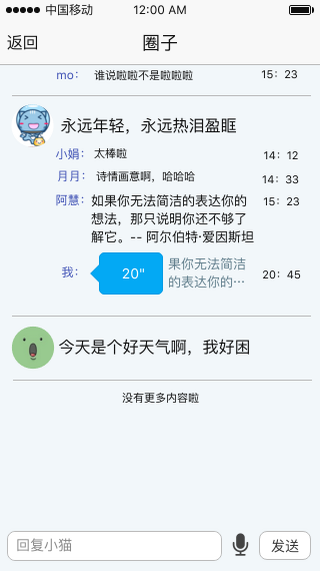 中国移动 12:00 AM
返回 圈子
mo： 谁说啦啦不是啦啦啦 15：23
永远年轻，永远热泪盈眶
小娟： 太棒啦 14：12
月月： 诗情画意啊，哈哈哈 14：33
阿慧： 如果你无法简洁的表达你的 15：23
想法，那只说明你还不够了
解它。-- 阿尔伯特·爱因斯坦
我： 20" 果你无法简洁 20：45
的表达你的…
今天是个好天气啊，我好困
没有更多内容啦
回复小猫 发送